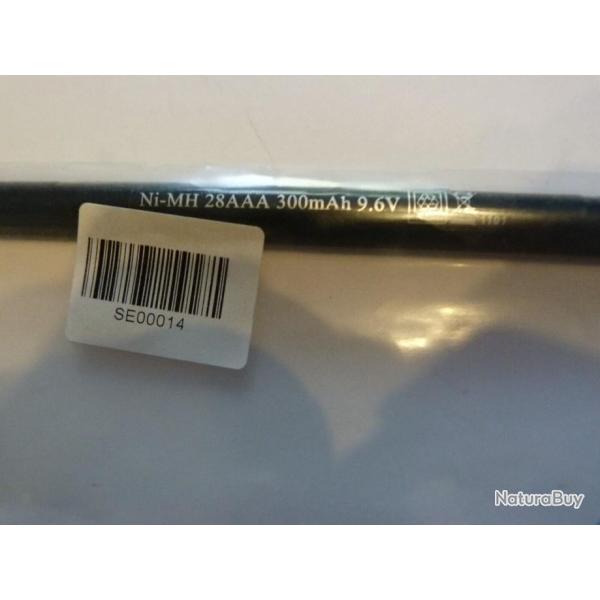 Ni-MH 28AAA 300mAh 9.6V
SE00014
NaturaBuy